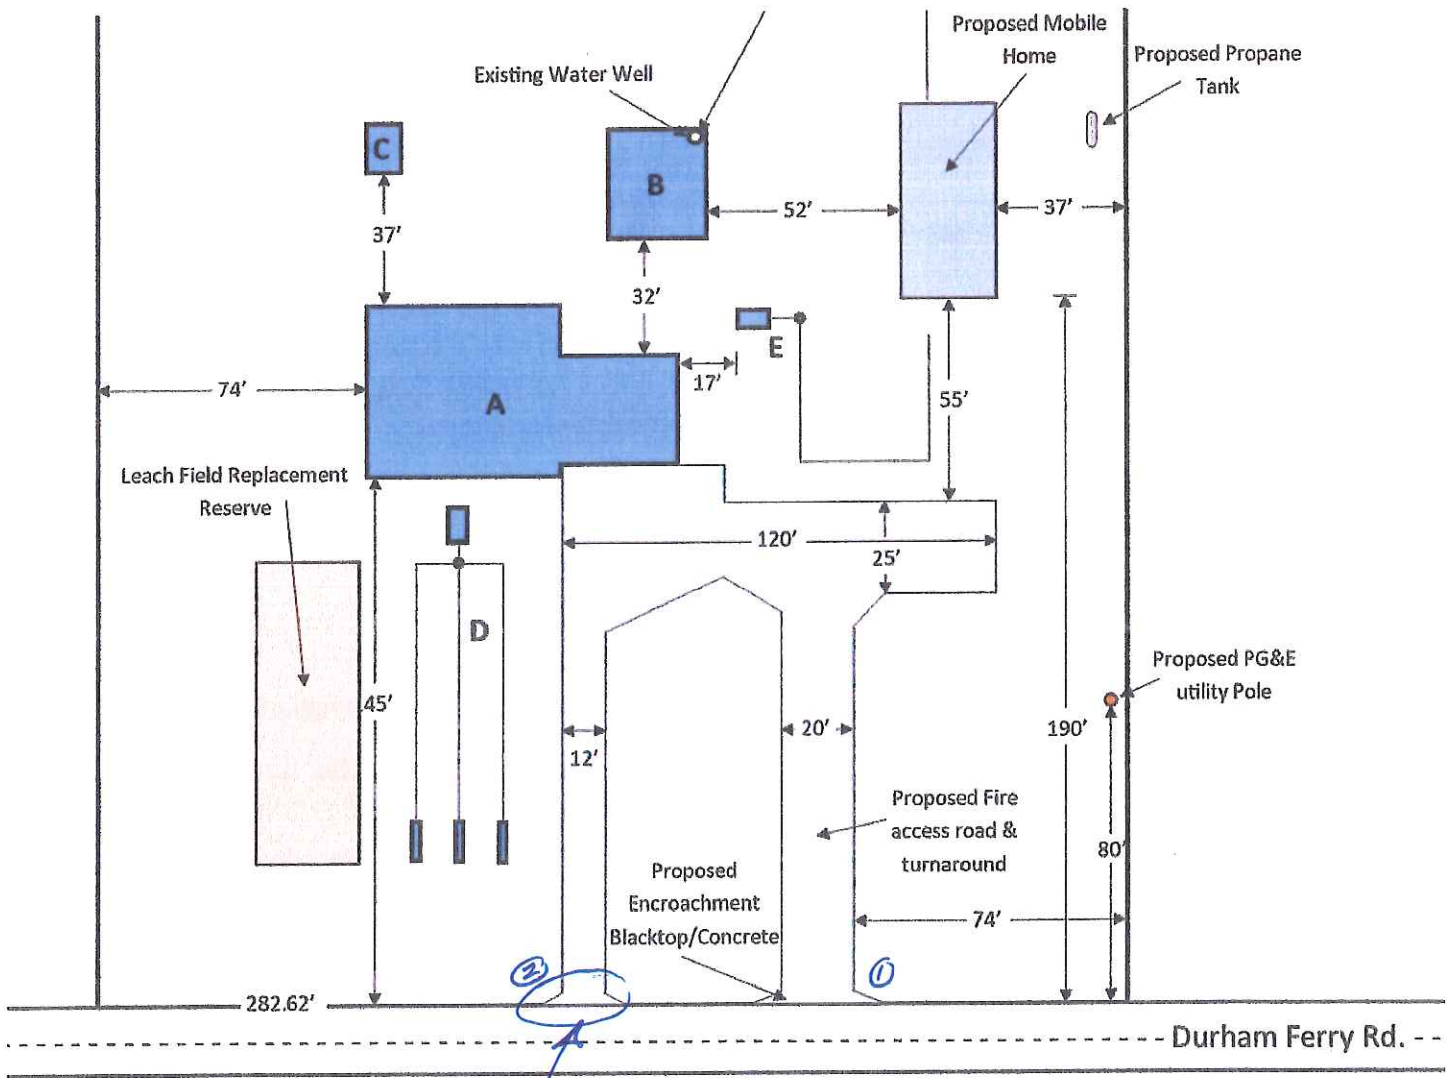 Proposed Mobile
Home
Proposed Propane
Tank
Existing Water Well
C
B
52'
37'
37'
32'
E
17'
74'
A
55'
Leach Field Replacement
Reserve
120'
25'
D
Proposed PG&E
utility Pole
45'
12'
20'
190'
Proposed Fire
access road &
turnaround
80'
Proposed
Encroachment
Blacktop/Concrete
74'
2
1
282.62'
Durham Ferry Rd.